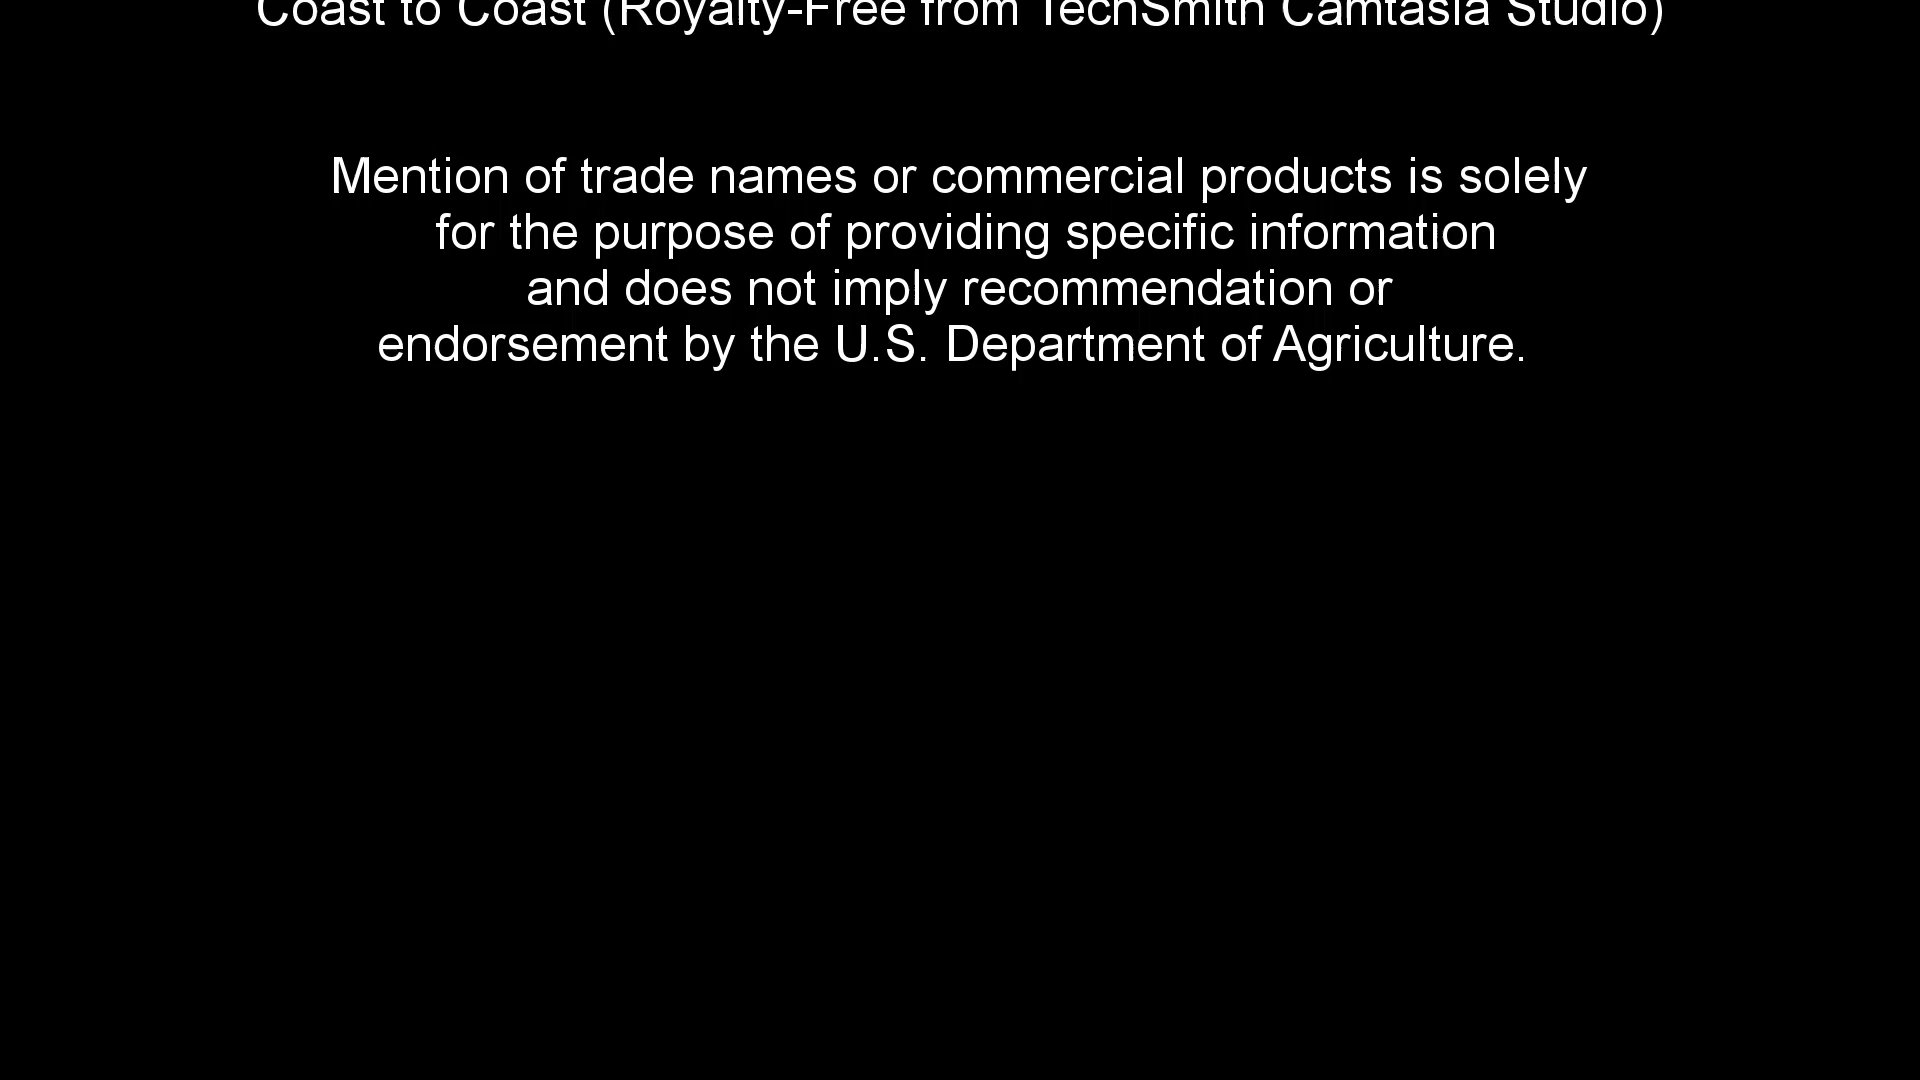 Coast to Coast (Royalty-Free from TechSmith Camtasia Studio)
Mention of trade names or commercial products is solely
for the purpose of providing specific information
and does not imply recommendation or
endorsement by the U.S. Department of Agriculture.